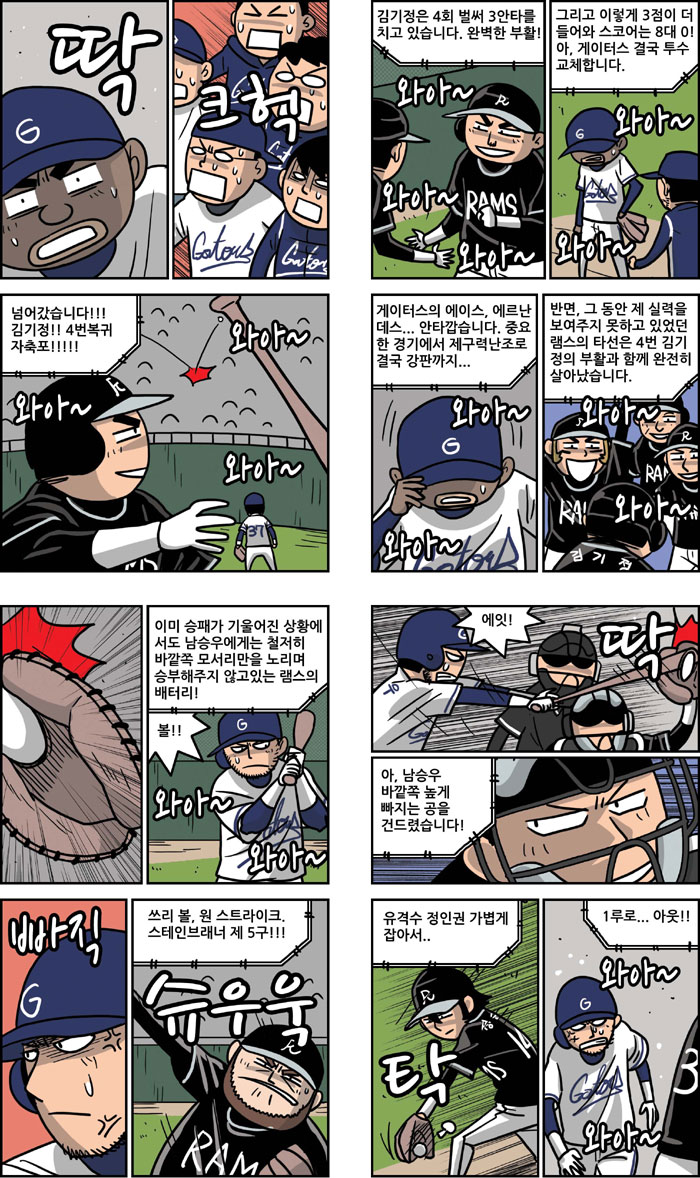 딱
G
크헉
Gators
Gators
김기정은 4회 벌써 3안타를
치고 있습니다. 완벽한 부활!
와아~
RAMS
와아~
와아~
그리고 이렇게 3점이 더
들어와 스코어는 8대 0!
아, 게이터스 결국 투수
교체합니다.
와아~
G
Gators
와아~
넘어갔습니다!!!
김기정!! 4번복귀
자축포!!!!!
와아~
와아~
와아~
37
게이터스의 에이스, 에르난
데스... 안타깝습니다. 중요
한 경기에서 제구력난조로
결국 강판까지...
와아~
G
와아~
Gators
반면, 그 동안 제 실력을
보여주지 못하고 있었던
램스의 타선은 4번 김기
정의 부활과 함께 완전히
살아났습니다.
와아~
와아~
김기정
이미 승패가 기울어진 상황에
서도 남승우에게는 철저히
바깥쪽 모서리만을 노리며
승부해주지 않고있는 램스의
배터리!
볼!!
G
와아~
와아~
에잇!
딱!
아, 남승우
바깥쪽 높게
빠지는 공을
건드렸습니다!
빠직
G
쓰리 볼, 원 스트라이크.
스테인브래너 제 5구!!!
슈우욱
RAMS
유격수 정인권 가볍게
잡아서..
탁
1루로... 아웃!!
와아~
G
Gators
와아~
3